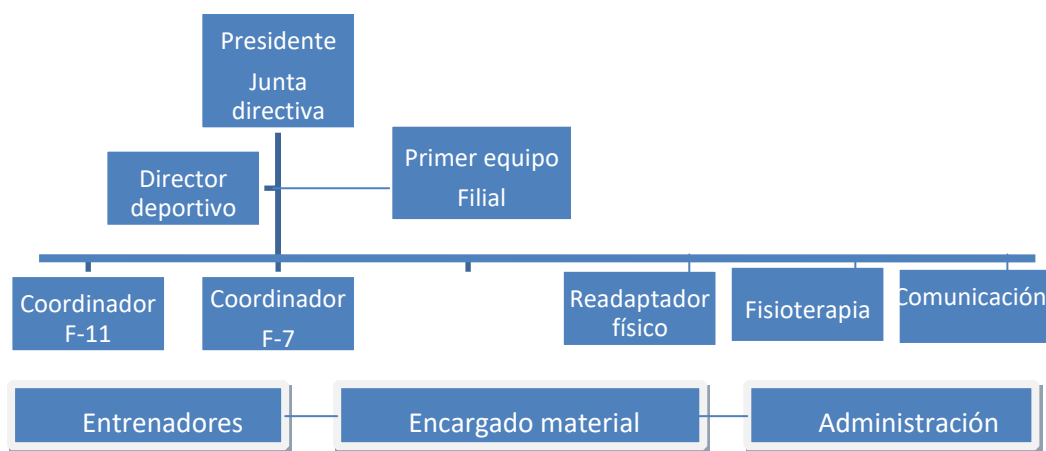 Presidente
Junta
directiva
Director
deportivo
Primer equipo
Filial
Coordinador
F-11
Coordinador
F-7
Readaptador
físico
Fisioterapia
Comunicación
Entrenadores
Encargado material
Administración